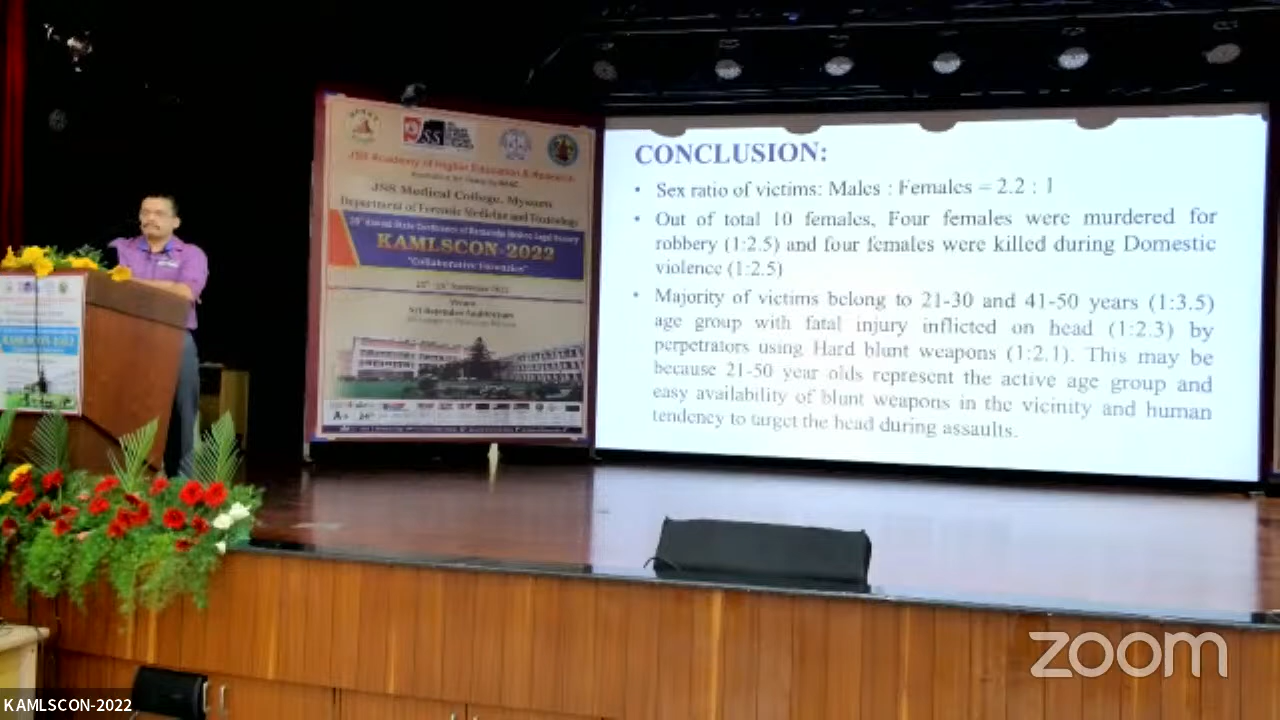 JSS
JSS Academy of Higher Education & Research
JSS Medical College, Mysuru
Department of Forensic Medicine and Toxicology
KAMLSCON-2022
"Collaborative Forensics"
Venue
Sri Rajendra Auditorium
CONCLUSION:
• Sex ratio of victims: Males : Females = 2.2 : 1
• Out of total 10 females, Four females were murdered for
robbery (1:2.5) and four females were killed during Domestic
violence (1:2.5)
• Majority of victims belong to 21-30 and 41-50 years (1:3.5)
age group with fatal injury inflicted on head (1:2.3) by
perpetrators using Hard blunt weapons (1:2.1). This may be
because 21-50 year olds represent the active age group and
easy availability of blunt weapons in the vicinity and human
tendency to target the head during assaults.
zoom
KAMLSCON-2022